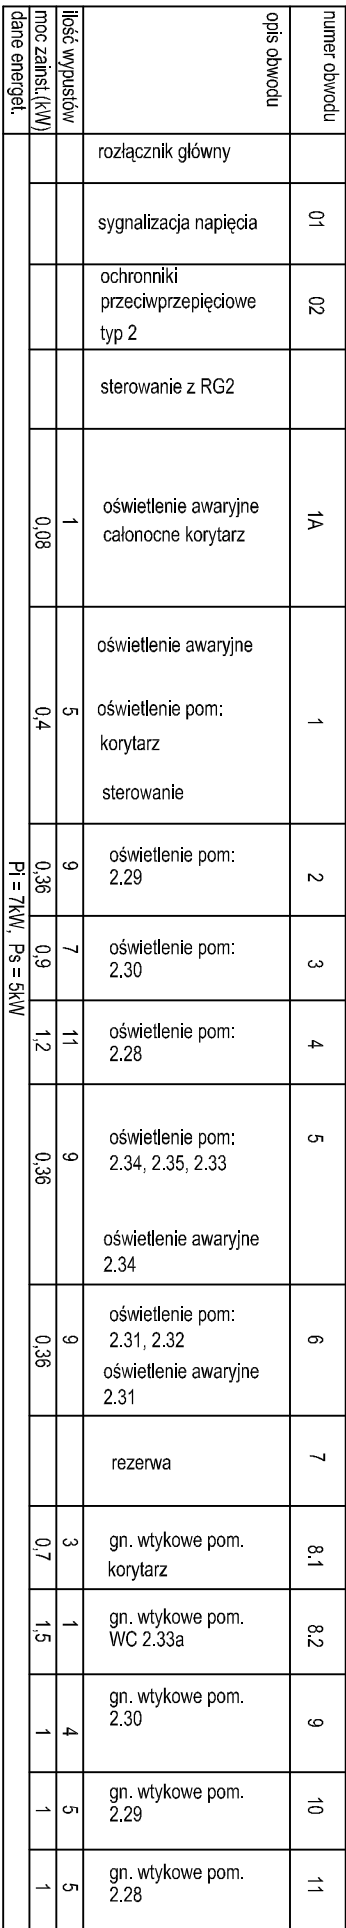 numer obwodu
opis obwodu
ilość wypustów
moc zainst.(kW)
dane energet.
rozłącznik główny
01
sygnalizacja napięcia
02
ochronniki
przeciwprzepięciowe
typ 2
sterowanie z RG2
1A
oświetlenie awaryjne
całonocne korytarz
1
0,08
1
oświetlenie awaryjne
oświetlenie pom:
korytarz
sterowanie
5
0,4
2
oświetlenie pom:
2.29
9
0,36
3
oświetlenie pom:
2.30
7
0,9
4
oświetlenie pom:
2.28
11
1,2
5
oświetlenie pom:
2.34, 2.35, 2.33
oświetlenie awaryjne
2.34
9
0,36
6
oświetlenie pom:
2.31, 2.32
oświetlenie awaryjne
2.31
9
0,36
7
rezerwa
8.1
gn. wtykowe pom.
korytarz
3
0,7
8.2
gn. wtykowe pom.
WC 2.33a
1
1,5
9
gn. wtykowe pom.
2.30
4
1
10
gn. wtykowe pom.
2.29
5
1
11
gn. wtykowe pom.
2.28
5
1
Pi = 7kW, Ps = 5kW